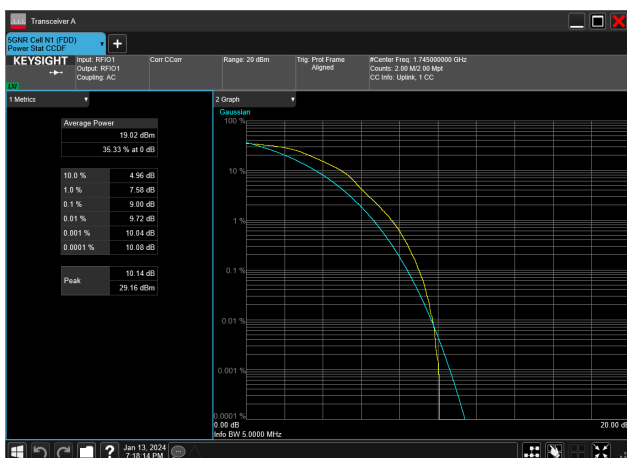 Transceiver A
5GNR Cell N1 (FDD)
Power Stat CCDF
KEYSIGHT
LXI
Input: RFIO1
Output: RFIO1
Coupling: AC
Corr CCorr
Range: 20 dBm
Trig: Prot Frame
Aligned
#Center Freq: 1.745000000 GHz
Counts: 2.00 M/2.00 Mpt
CC Info: Uplink, 1 CC
1 Metrics
Average Power
19.02 dBm
35.33 % at 0 dB
10.0 % 4.96 dB
1.0 % 7.58 dB
0.1 % 9.00 dB
0.01 % 9.72 dB
0.001 % 10.04 dB
0.0001 % 10.08 dB
Peak
10.14 dB
29.16 dBm
2 Graph
Gaussian
100 %
10 %
1 %
0.1 %
0.01 %
0.001 %
0.0001 %
0.00 dB
20.00 dB
Info BW 5.0000 MHz
Jan 13, 2024
7:18:14 PM